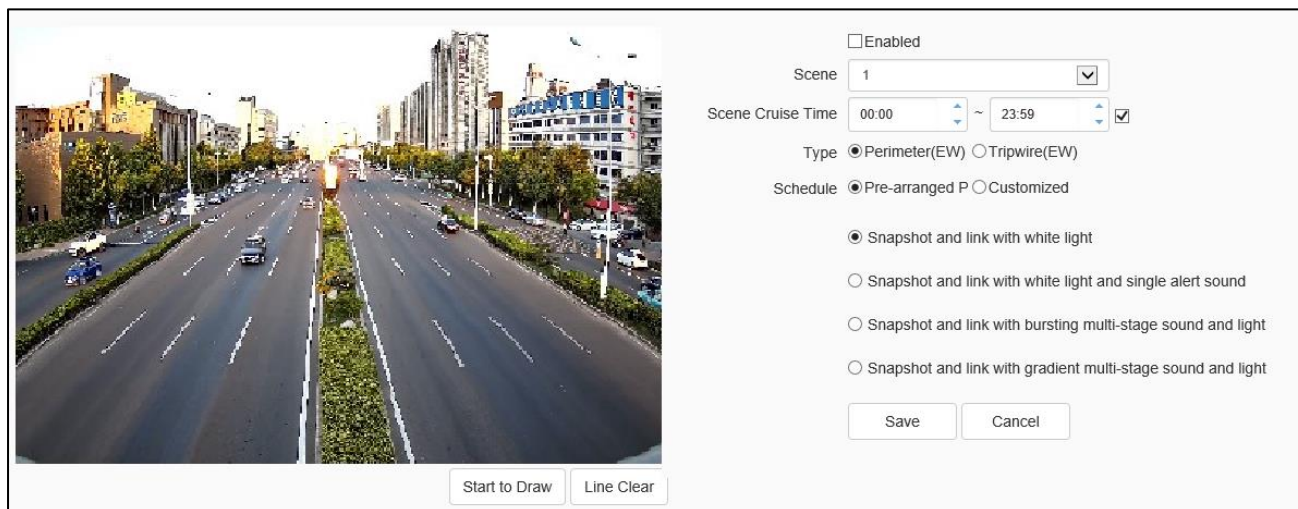 Enabled
Scene 1
Scene Cruise Time 00:00 ~ 23:59
Type Perimeter(EW) Tripwire(EW)
Schedule Pre-arranged P Customized
Snapshot and link with white light
Snapshot and link with white light and single alert sound
Snapshot and link with bursting multi-stage sound and light
Snapshot and link with gradient multi-stage sound and light
Save Cancel
Start to Draw Line Clear